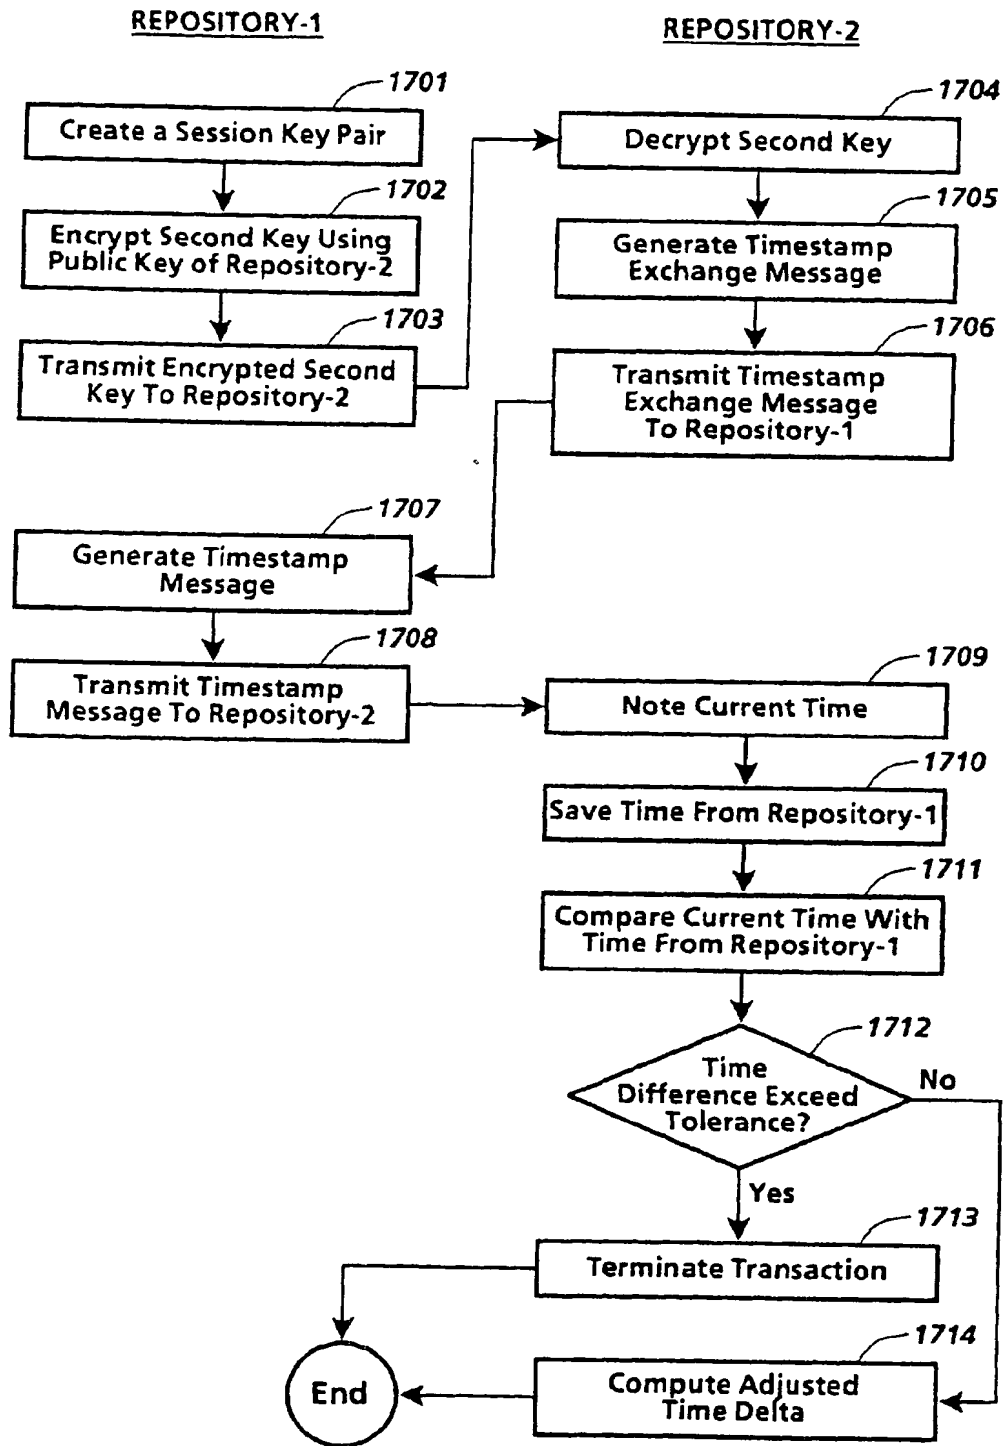 REPOSITORY-1
REPOSITORY-2
1701
Create a Session Key Pair
1702
Encrypt Second Key Using
Public Key of Repository-2
1703
Transmit Encrypted Second
Key To Repository-2
1704
Decrypt Second Key
1705
Generate Timestamp
Exchange Message
1706
Transmit Timestamp
Exchange Message
To Repository-1
1707
Generate Timestamp
Message
1708
Transmit Timestamp
Message To Repository-2
1709
Note Current Time
1710
Save Time From Repository-1
1711
Compare Current Time With
Time From Repository-1
1712
Time
Difference Exceed
Tolerance?
No
Yes
1713
Terminate Transaction
1714
Compute Adjusted
Time Delta
End